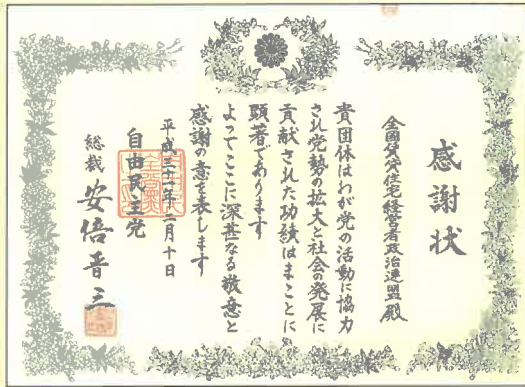 感謝状
全国賃貸住宅経営者政治連盟殿
貴団体はわが党の活動に協力
され党勢の拡大と社会の発展に
貢献された功績はまことに
顕著であります
よってここに深甚なる敬意と
感謝の意を表します
平成三十一年二月十日
自由民主党
総裁 安倍晋三